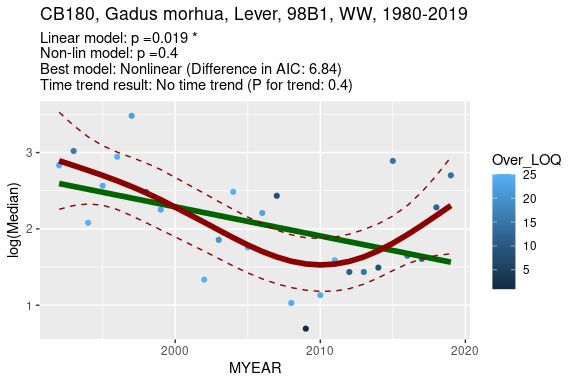 CB180, Gadus morhua, Lever, 98B1, WW, 1980-2019
Linear model: p =0.019 *
Non-lin model: p =0.4
Best model: Nonlinear (Difference in AIC: 6.84)
Time trend result: No time trend (P for trend: 0.4)
log(Median)
3
2
1
2000
2010
2020
MYEAR
Over_LOQ
25
20
15
10
5